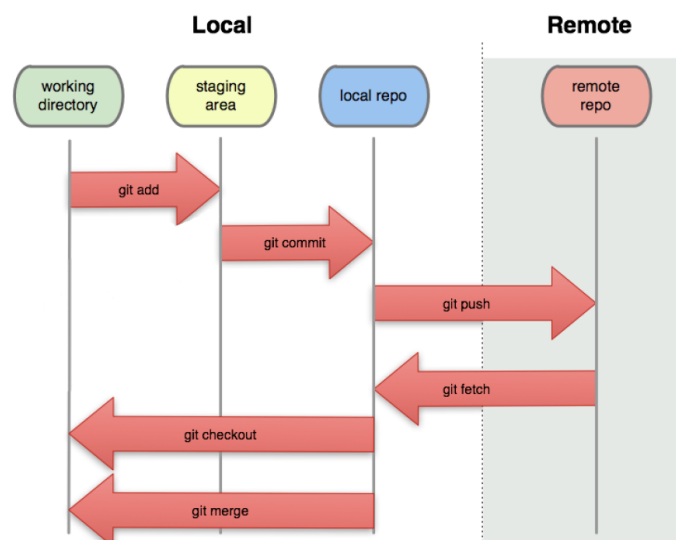 Local
Remote
working
directory
staging
area
local repo
remote
repo
git add
git commit
git push
git fetch
git checkout
git merge